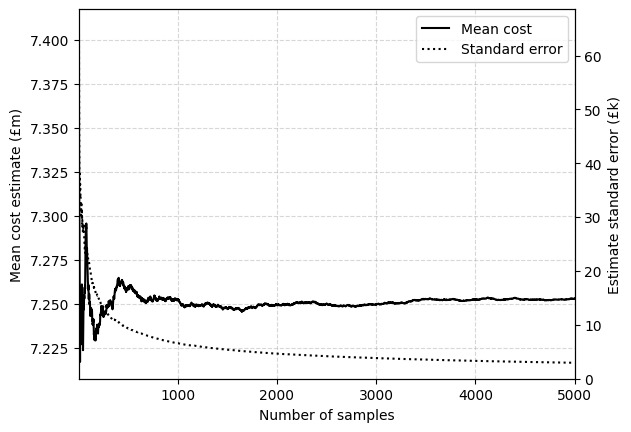 Mean cost
Standard error
7.400
7.375
7.350
7.325
7.300
7.275
7.250
7.225
Mean cost estimate (£m)
60
50
40
30
20
10
0
Estimate standard error (£k)
1000 2000 3000 4000 5000
Number of samples